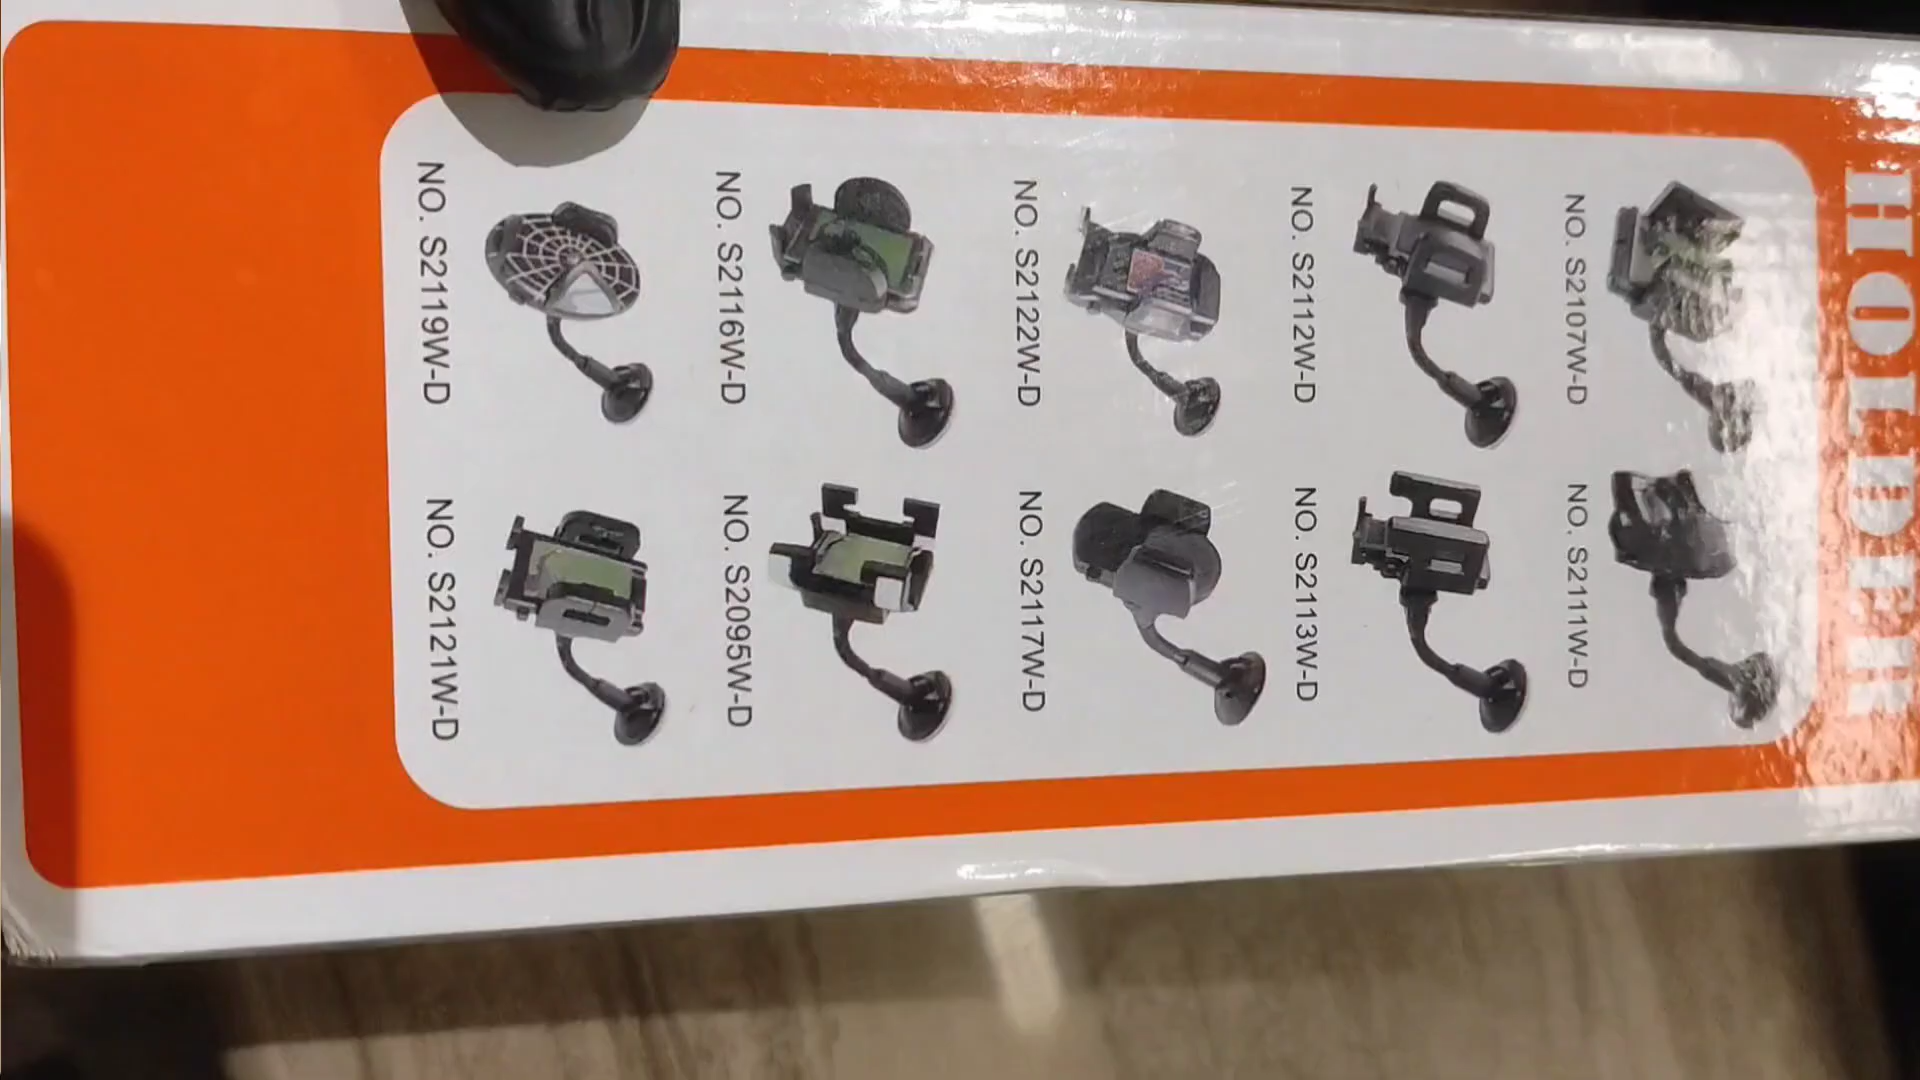 HOLDER
NO. S2107W-D
NO. S2111W-D
NO. S2112W-D
NO. S2113W-D
NO. S2122W-D
NO. S2117W-D
NO. S2116W-D
NO. S2095W-D
NO. S2119W-D
NO. S2121W-D